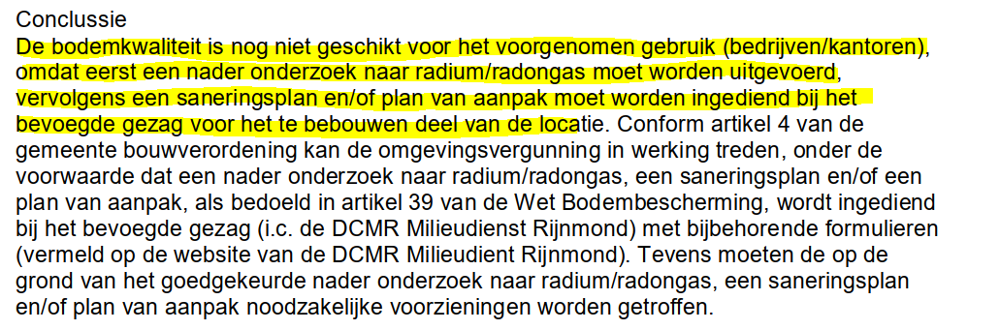 Conclussie
De bodemkwaliteit is nog niet geschikt voor het voorgenomen gebruik (bedrijven/kantoren),
omdat eerst een nader onderzoek naar radium/radongas moet worden uitgevoerd,
vervolgens een saneringsplan en/of plan van aanpak moet worden ingediend bij het
bevoegde gezag voor het te bebouwen deel van de locatie. Conform artikel 4 van de
gemeente bouwverordening kan de omgevingsvergunning in werking treden, onder de
voorwaarde dat een nader onderzoek naar radium/radongas, een saneringsplan en/of een
plan van aanpak, als bedoeld in artikel 39 van de Wet Bodembescherming, wordt ingediend
bij het bevoegde gezag (i.c. de DCMR Milieudienst Rijnmond) met bijbehorende formulieren
(vermeld op de website van de DCMR Milieudient Rijnmond). Tevens moeten de op de
grond van het goedgekeurde nader onderzoek naar radium/radongas, een saneringsplan
en/of plan van aanpak noodzakelijke voorzieningen worden getroffen.